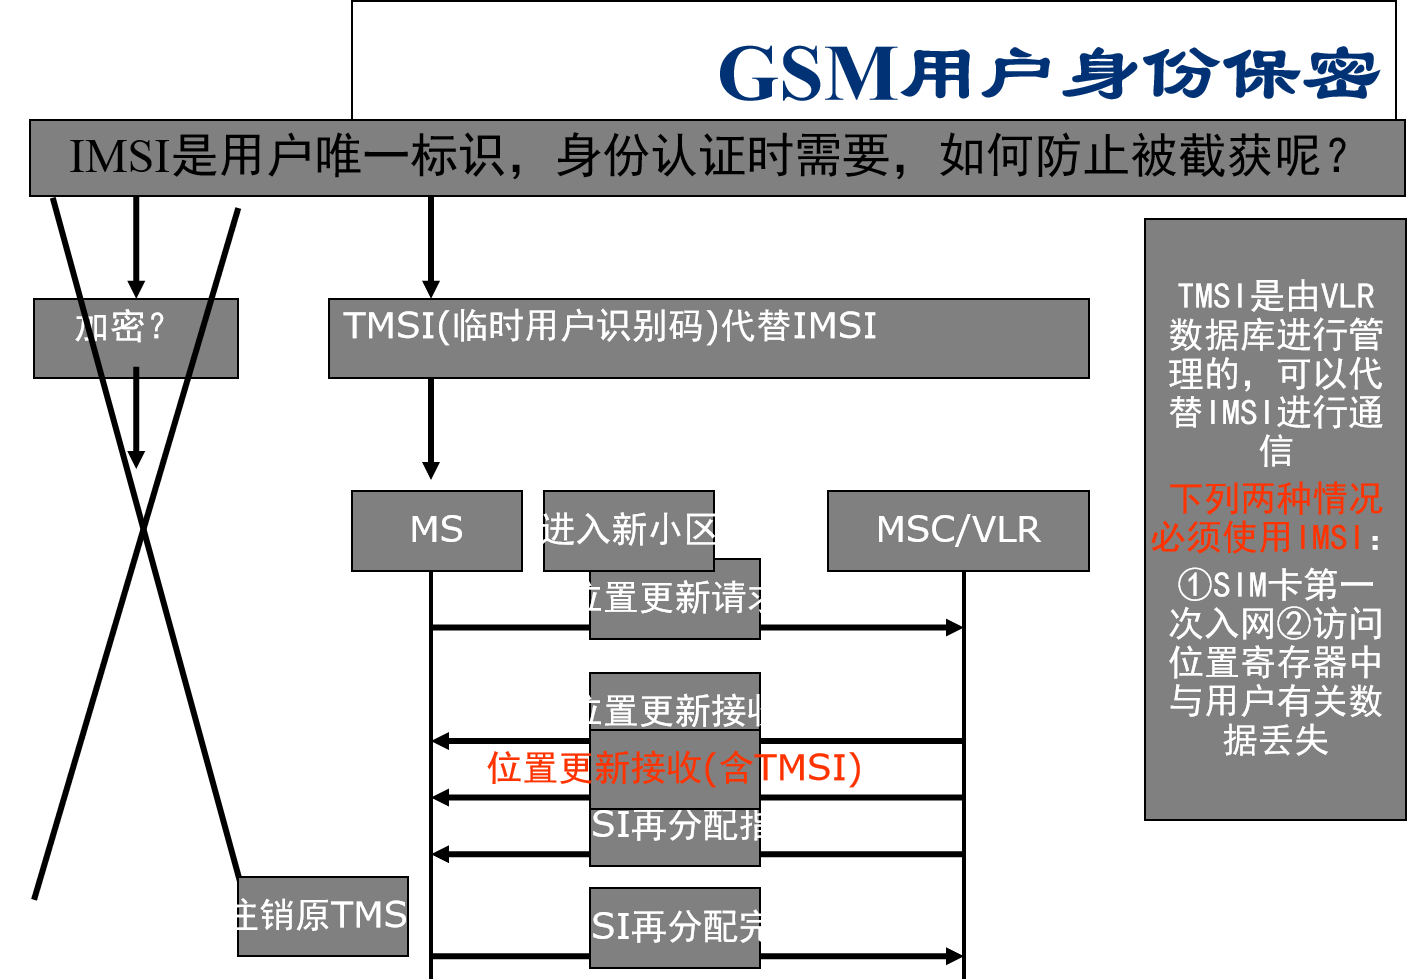 GSM用户身份保密
IMSI是用户唯一标识，身份认证时需要，如何防止被截获呢？
加密？
TMSI(临时用户识别码)代替IMSI
TMSI是由VLR
数据库进行管
理的，可以代
替IMSI进行通
信
下列两种情况
必须使用IMSI：
①SIM卡第一
次入网②访问
位置寄存器中
与用户有关数
据丢失
MS
进入新小区
MSC/VLR
位置更新请求
位置更新接收
位置更新接收(含TMSI)
SI再分配指
注销原TMS
SI再分配完